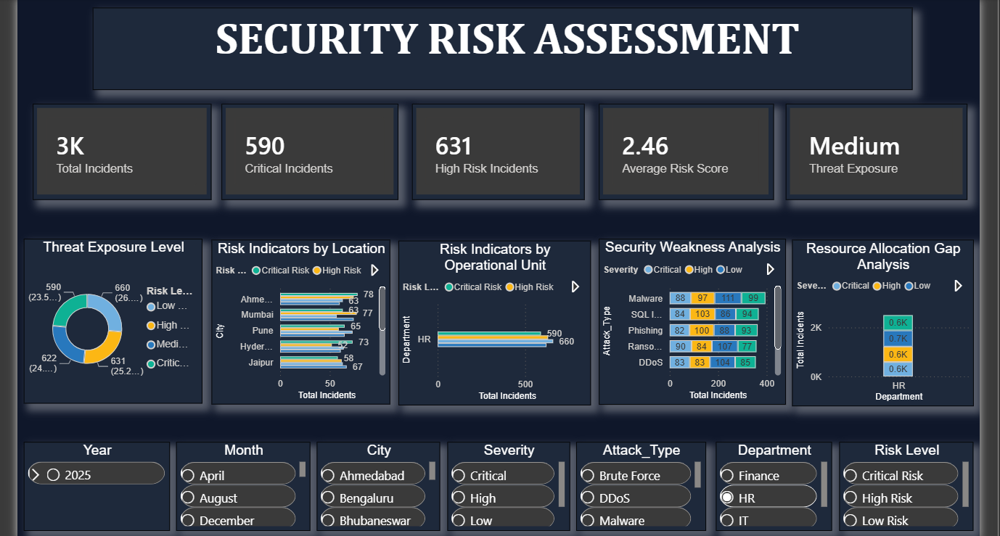 SECURITY RISK ASSESSMENT
3K
Total Incidents
590
Critical Incidents
631
High Risk Incidents
2.46
Average Risk Score
Medium
Threat Exposure
Threat Exposure Level
590
(23.5...)
660
(26....)
622
(24....)
631
(25.2...)
Risk Le...
Low ...
High ...
Medi...
Critic...
Risk Indicators by Location
Risk ... Critical Risk High Risk
City
Ahme... 78 63
Mumbai 63 77
Pune 65
Hyder... 73 52
Jaipur 58 67
0 50
Total Incidents
Risk Indicators by
Operational Unit
Risk L... Critical Risk High Risk
Department
HR 590 660
0 500
Total Incidents
Security Weakness Analysis
Severity Critical High Low
Attack_Type
Malware 88 97 111 99
SQL I... 84 103 86 94
Phishing 82 100 88 93
Ranso... 90 84 107 77
DDoS 83 83 104 85
0 200 400
Total Incidents
Resource Allocation Gap
Analysis
Seve... Critical High Low
Total Incidents
2K
0K
0.6K
0.7K
0.6K
0.6K
HR
Department
Year
2025
Month
April
August
December
City
Ahmedabad
Bengaluru
Bhubaneswar
Severity
Critical
High
Low
Attack_Type
Brute Force
DDoS
Malware
Department
Finance
HR
IT
Risk Level
Critical Risk
High Risk
Low Risk